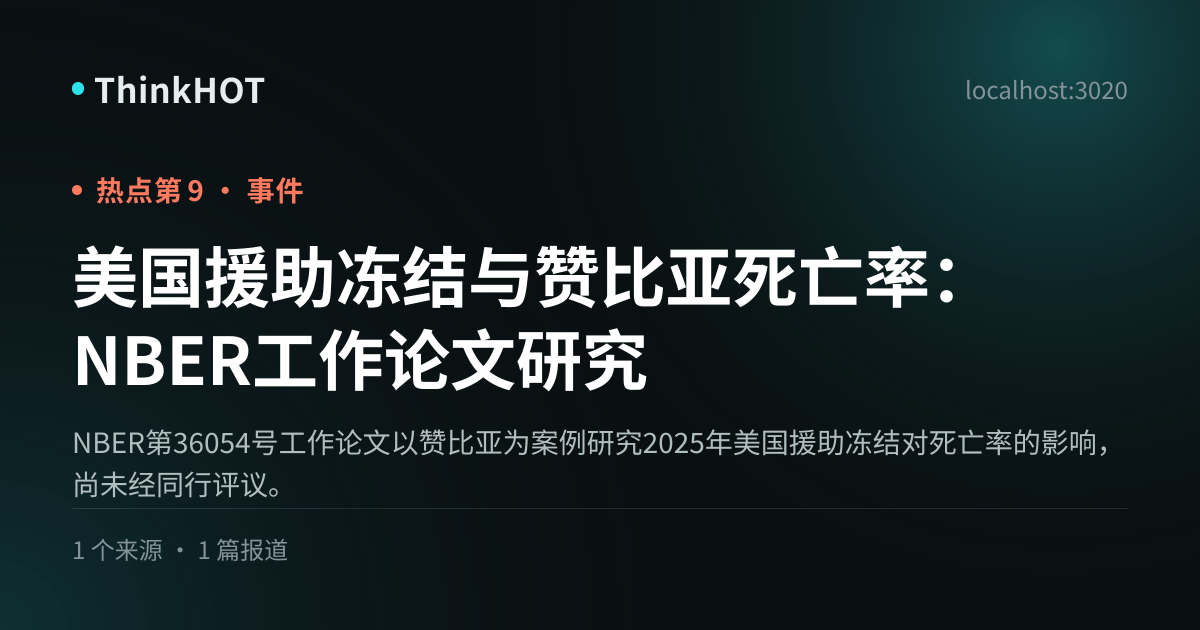 ThinkHOT
localhost:3020
热点第 9 · 事件
美国援助冻结与赞比亚死亡率：
NBER工作论文研究
NBER第36054号工作论文以赞比亚为案例研究2025年美国援助冻结对死亡率的影响，
尚未经同行评议。
1 个来源 · 1 篇报道